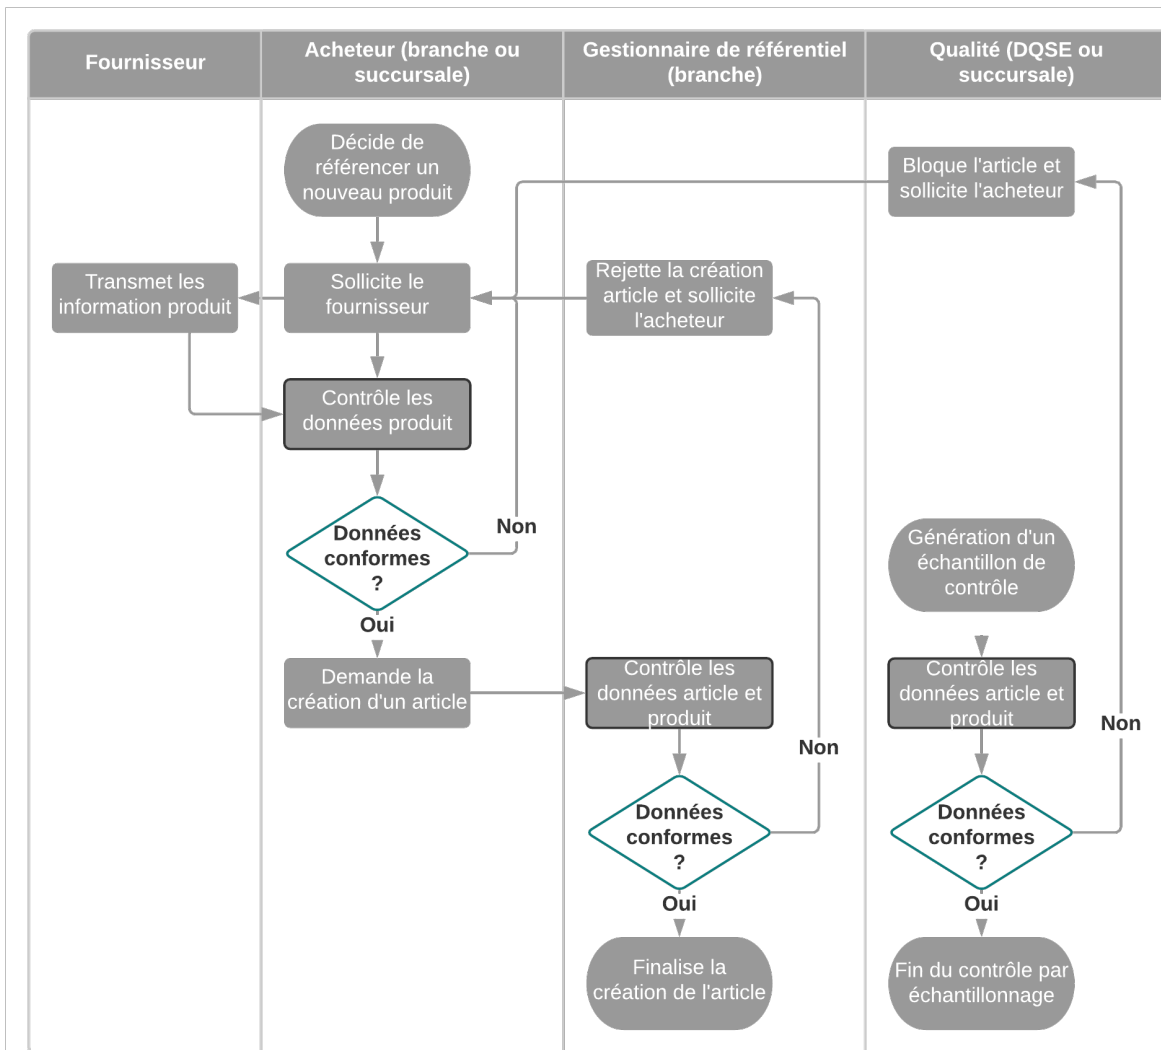 Fournisseur
Acheteur (branche ou
succursale)
Gestionnaire de référentiel
(branche)
Qualité (DQSE ou
succursale)
Décide de
référencer un
nouveau produit
Bloque l'article et
sollicite l'acheteur
Transmet les
information produit
Sollicite le
fournisseur
Rejette la création
article et sollicite
l'acheteur
Contrôle les
données produit
Données
conformes
?
Non
Génération d'un
échantillon de
contrôle
Oui
Demande la
création d'un article
Contrôle les
données article et
produit
Contrôle les
données article et
produit
Non
Non
Données
conformes
?
Données
conformes
?
Oui
Oui
Finalise la
création de l'article
Fin du contrôle par
échantillonnage